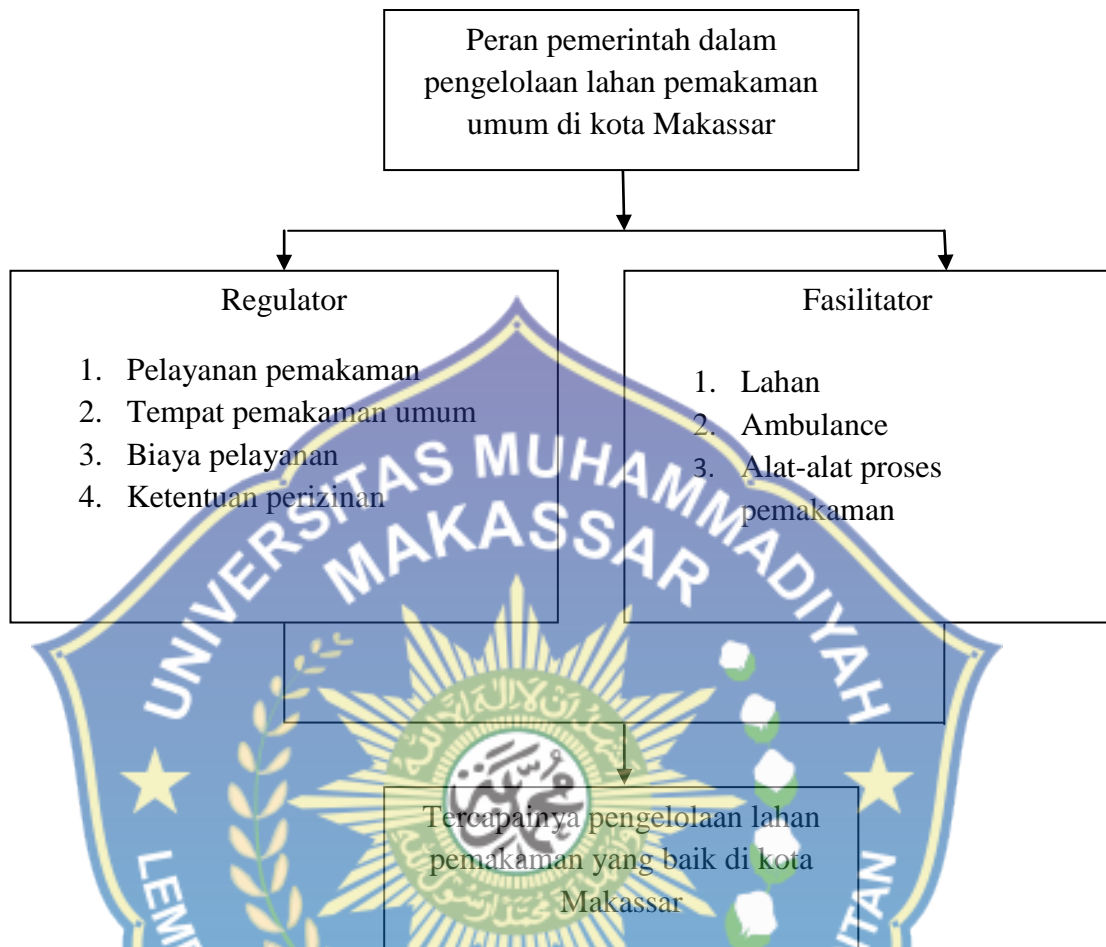 Peran pemerintah dalam
pengelolaan lahan pemakaman
umum di kota Makassar
Regulator
1. Pelayanan pemakaman
2. Tempat pemakaman umum
3. Biaya pelayanan
4. Ketentuan perizinan
Fasilitator
1. Lahan
2. Ambulance
3. Alat-alat proses
pemakaman
UNIVERSITAS MUHAMMADIYAH
MAKASSAR
Tercapainya pengelolaan lahan
pemakaman yang baik di kota
Makassar